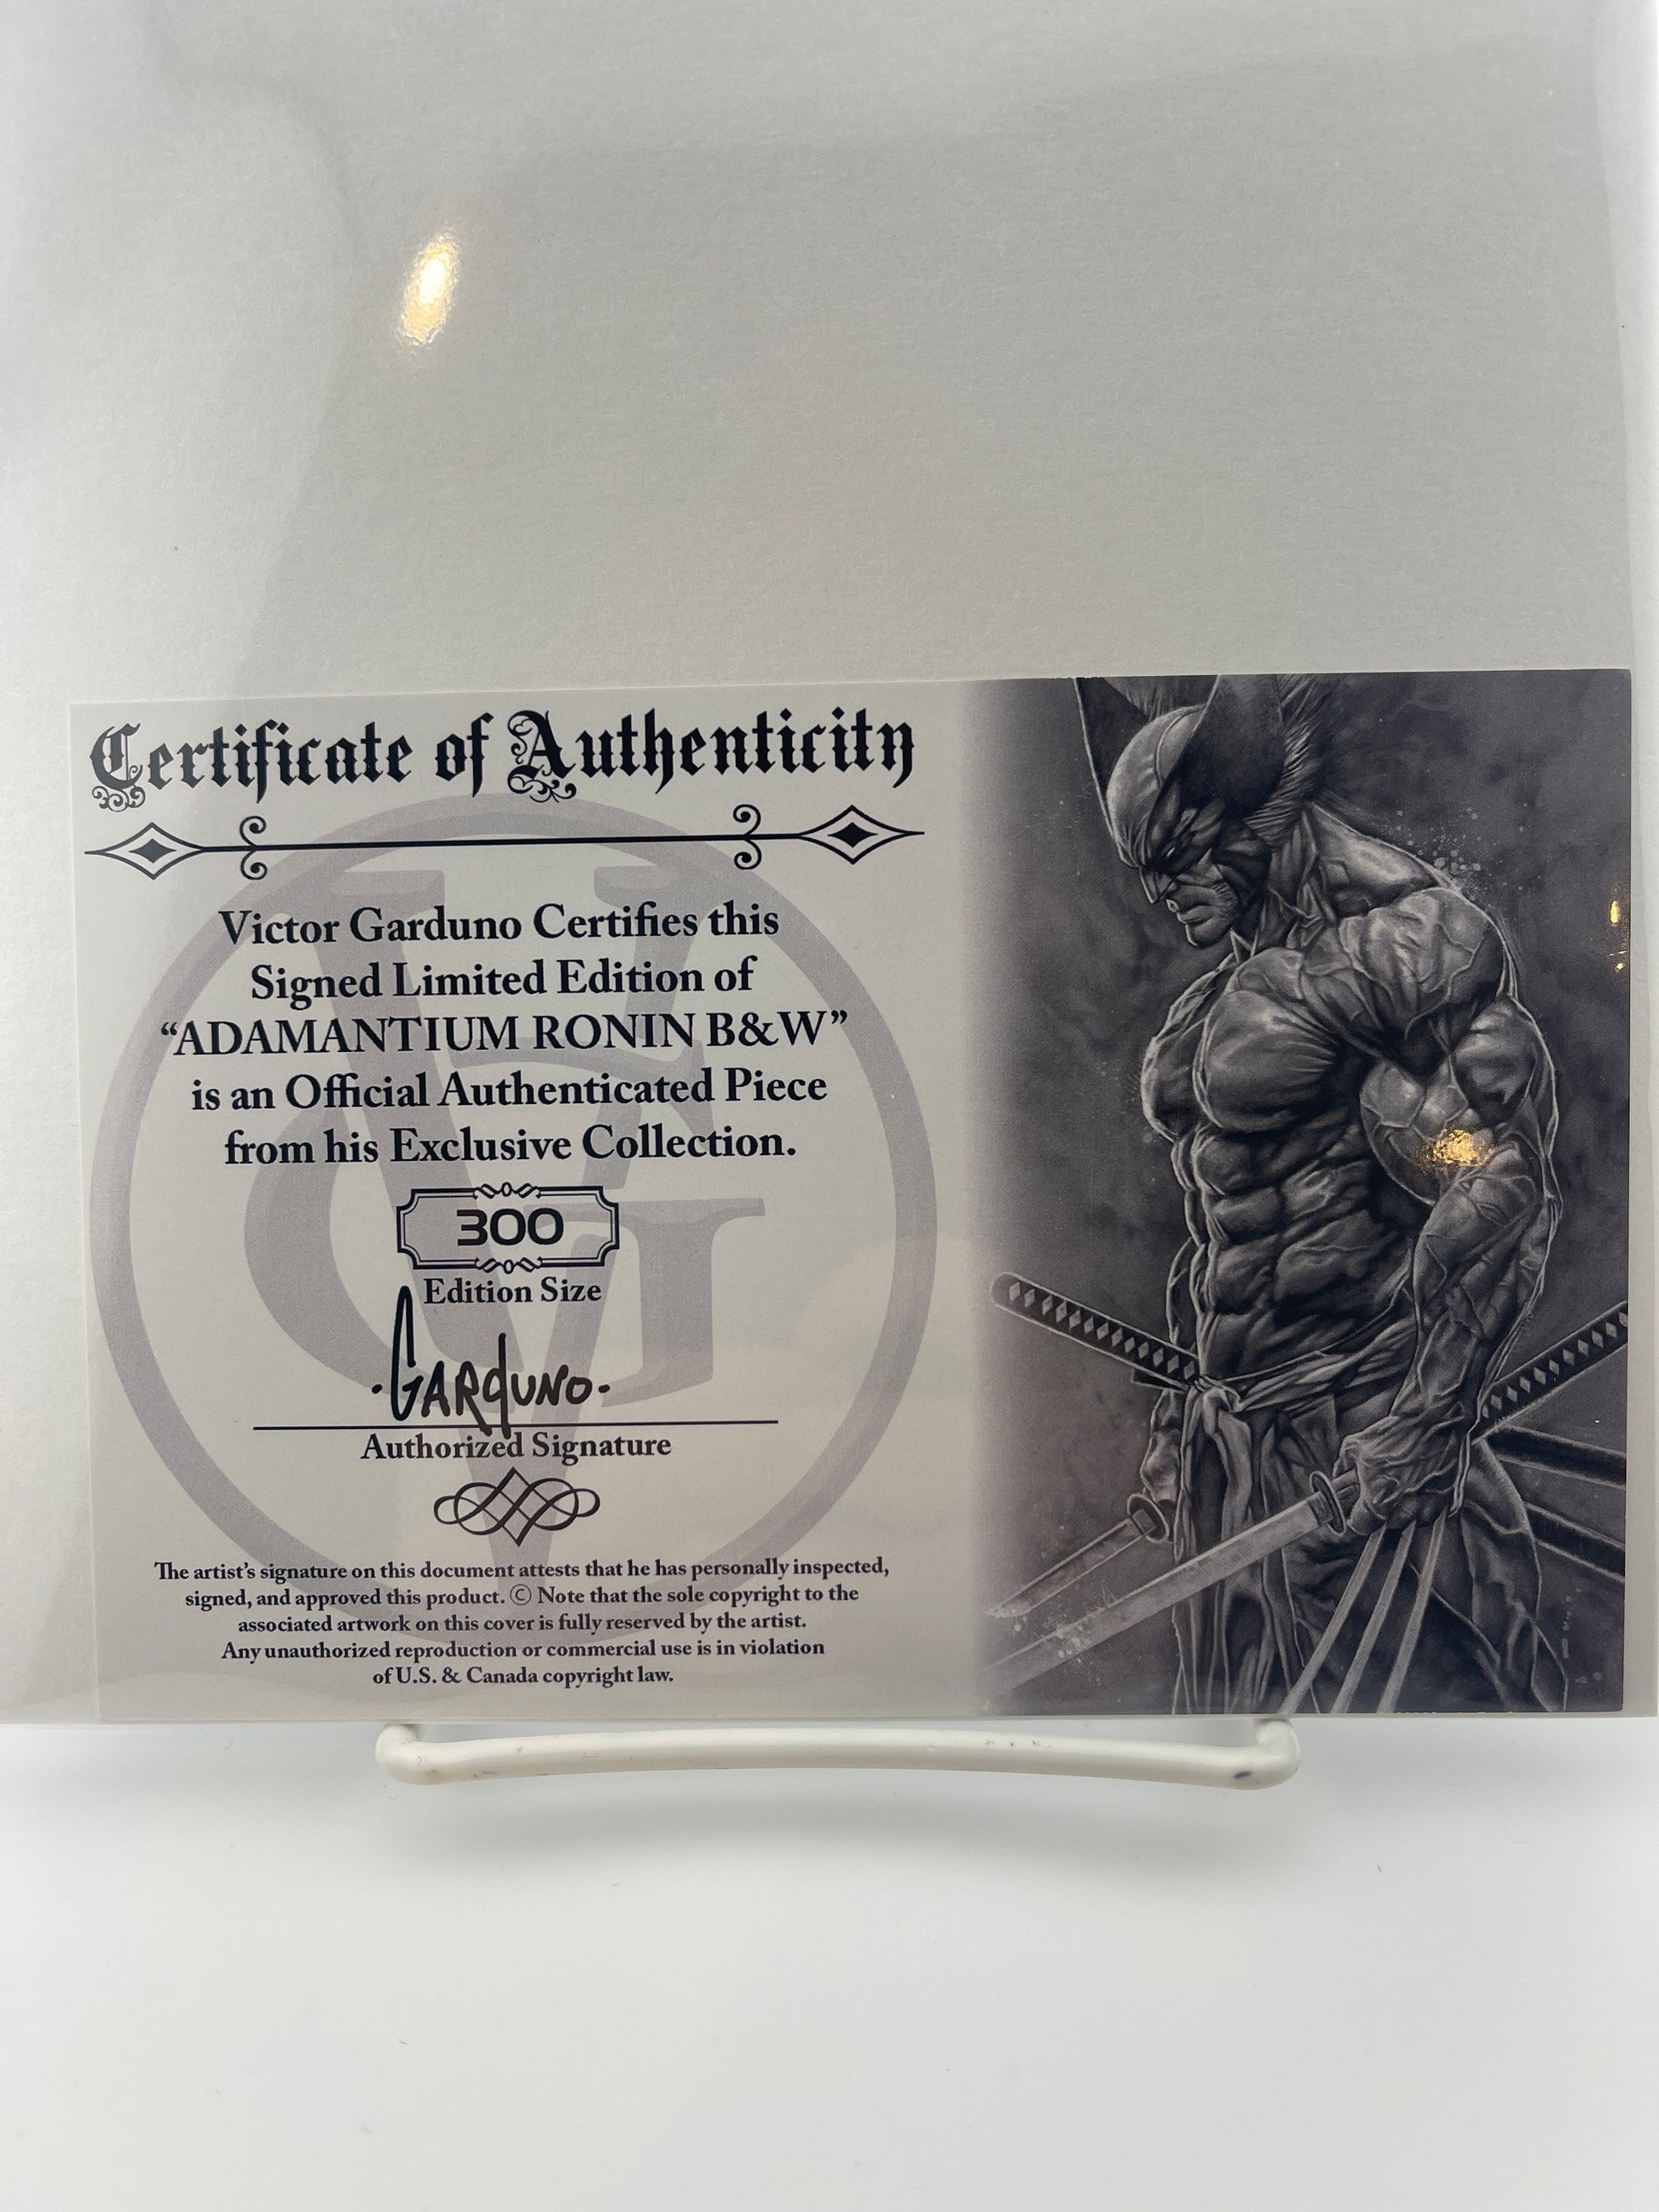 Certificate of Authenticity
Victor Garduno Certifies this
Signed Limited Edition of
“ADAMANTIUM RONIN B&W”
is an Official Authenticated Piece
from his Exclusive Collection.
300
Edition Size
·GARDUNO·
Authorized Signature
The artist’s signature on this document attests that he has personally inspected,
signed, and approved this product. © Note that the sole copyright to the
associated artwork on this cover is fully reserved by the artist.
Any unauthorized reproduction or commercial use is in violation
of U.S. & Canada copyright law.
VG